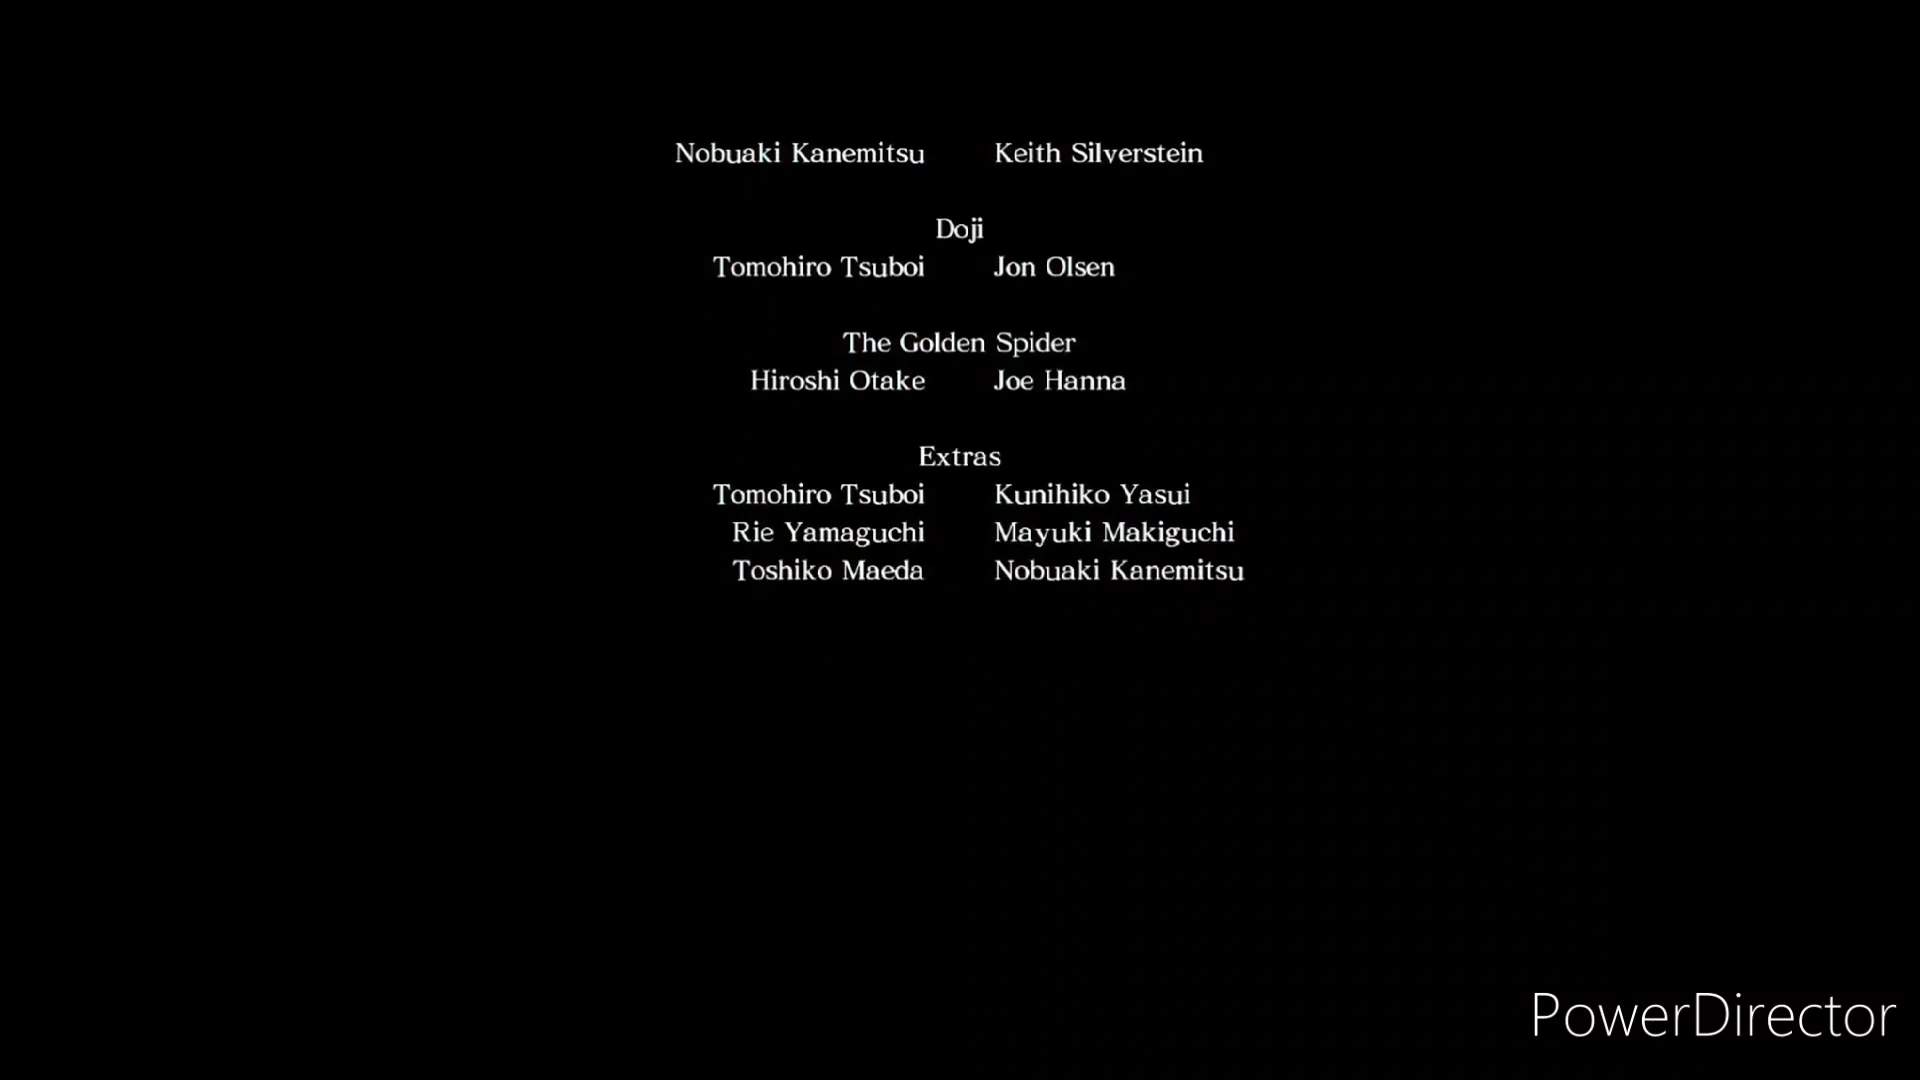 Nobuaki Kanemitsu Keith Silverstein
Doji
Tomohiro Tsuboi Jon Olsen
The Golden Spider
Hiroshi Otake Joe Hanna
Extras
Tomohiro Tsuboi Kunihiko Yasui
Rie Yamaguchi Mayuki Makiguchi
Toshiko Maeda Nobuaki Kanemitsu
PowerDirector